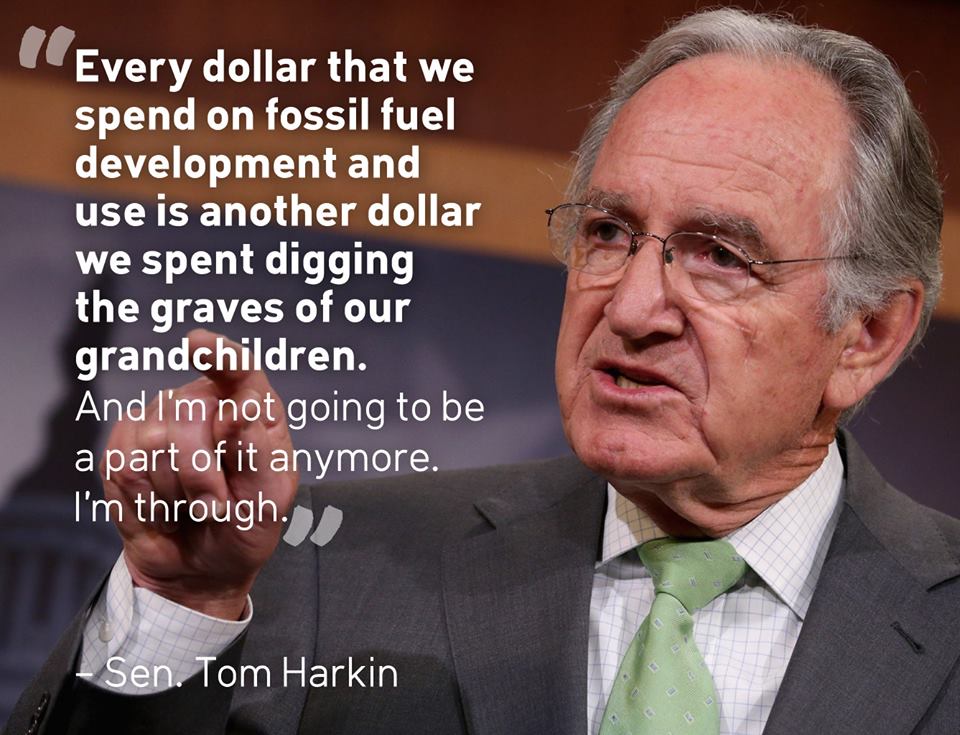 “Every dollar that we
spend on fossil fuel
development and
use is another dollar
we spent digging
the graves of our
grandchildren.
And I'm not going to be
a part of it anymore.
I'm through.”
– Sen. Tom Harkin